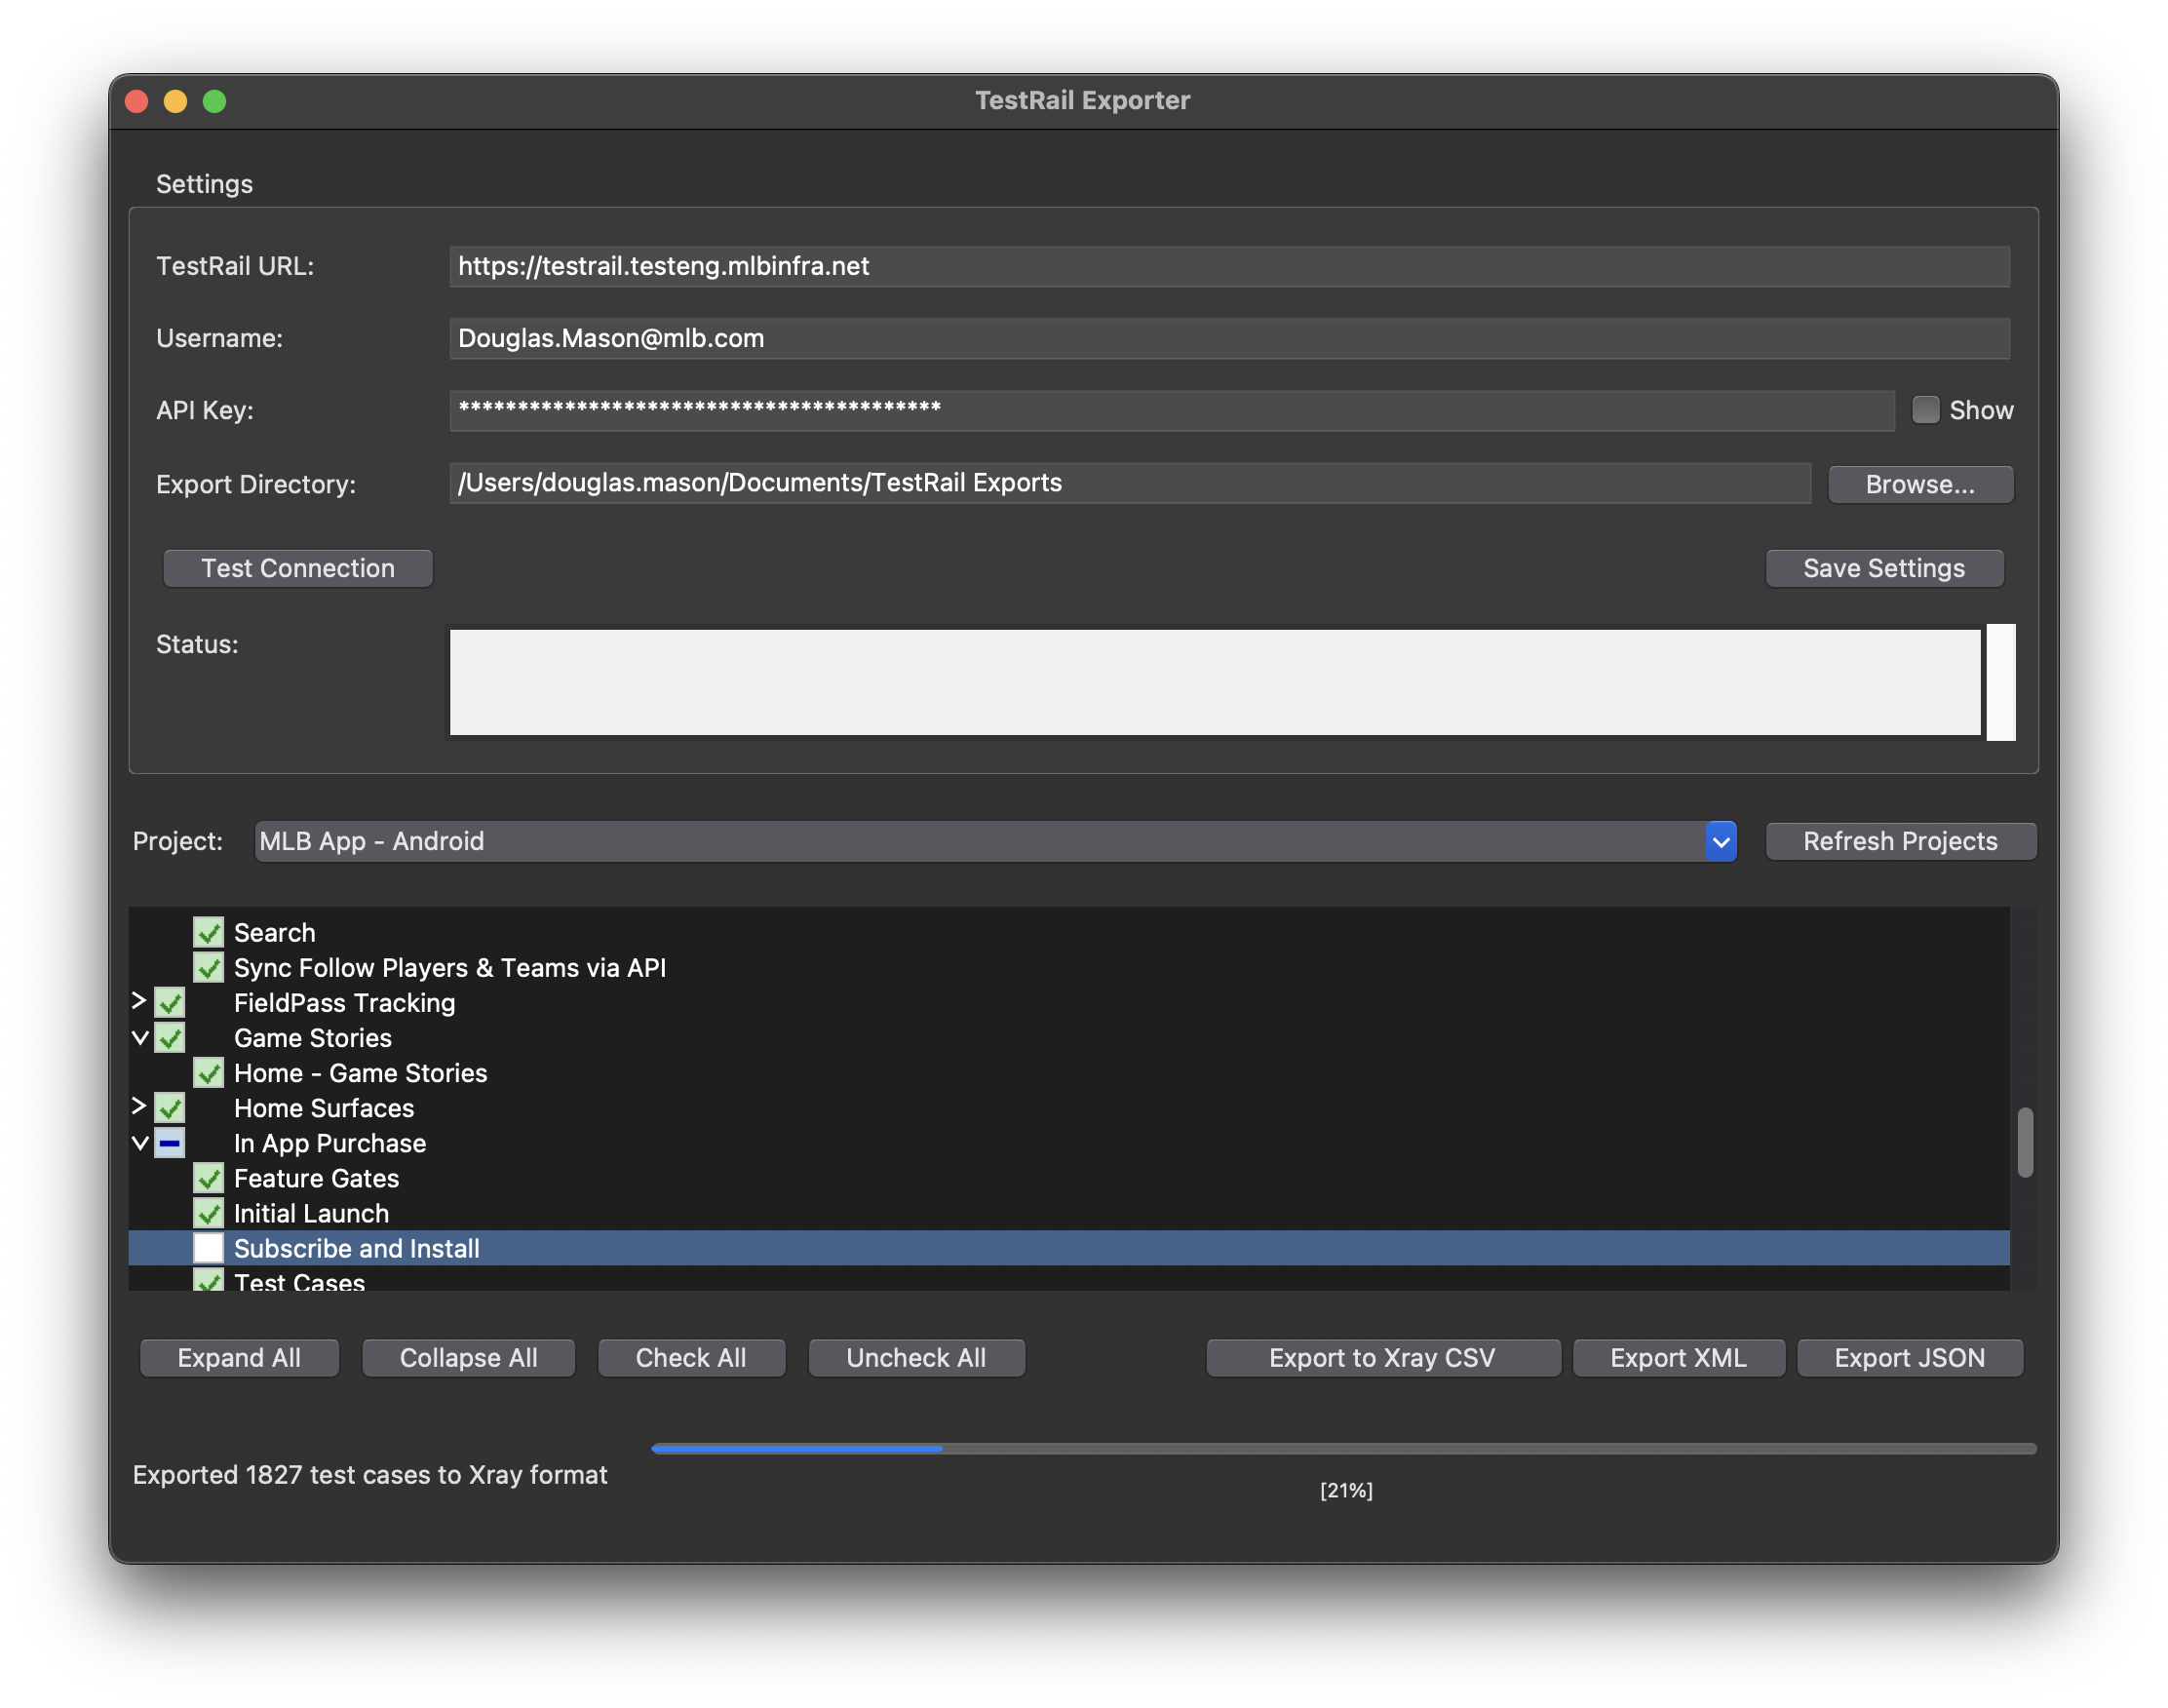 TestRail Exporter
Settings
TestRail URL: https://testrail.testeng.mlbinfra.net
Username: Douglas.Mason@mlb.com
API Key: **************************************** Show
Export Directory: /Users/douglas.mason/Documents/TestRail Exports Browse...
Test Connection Save Settings
Status:
Project: MLB App - Android Refresh Projects
Search
Sync Follow Players & Teams via API
FieldPass Tracking
Game Stories
Home - Game Stories
Home Surfaces
In App Purchase
Feature Gates
Initial Launch
Subscribe and Install
Test Cases
Expand All Collapse All Check All Uncheck All Export to Xray CSV Export XML Export JSON
Exported 1827 test cases to Xray format
[21%]